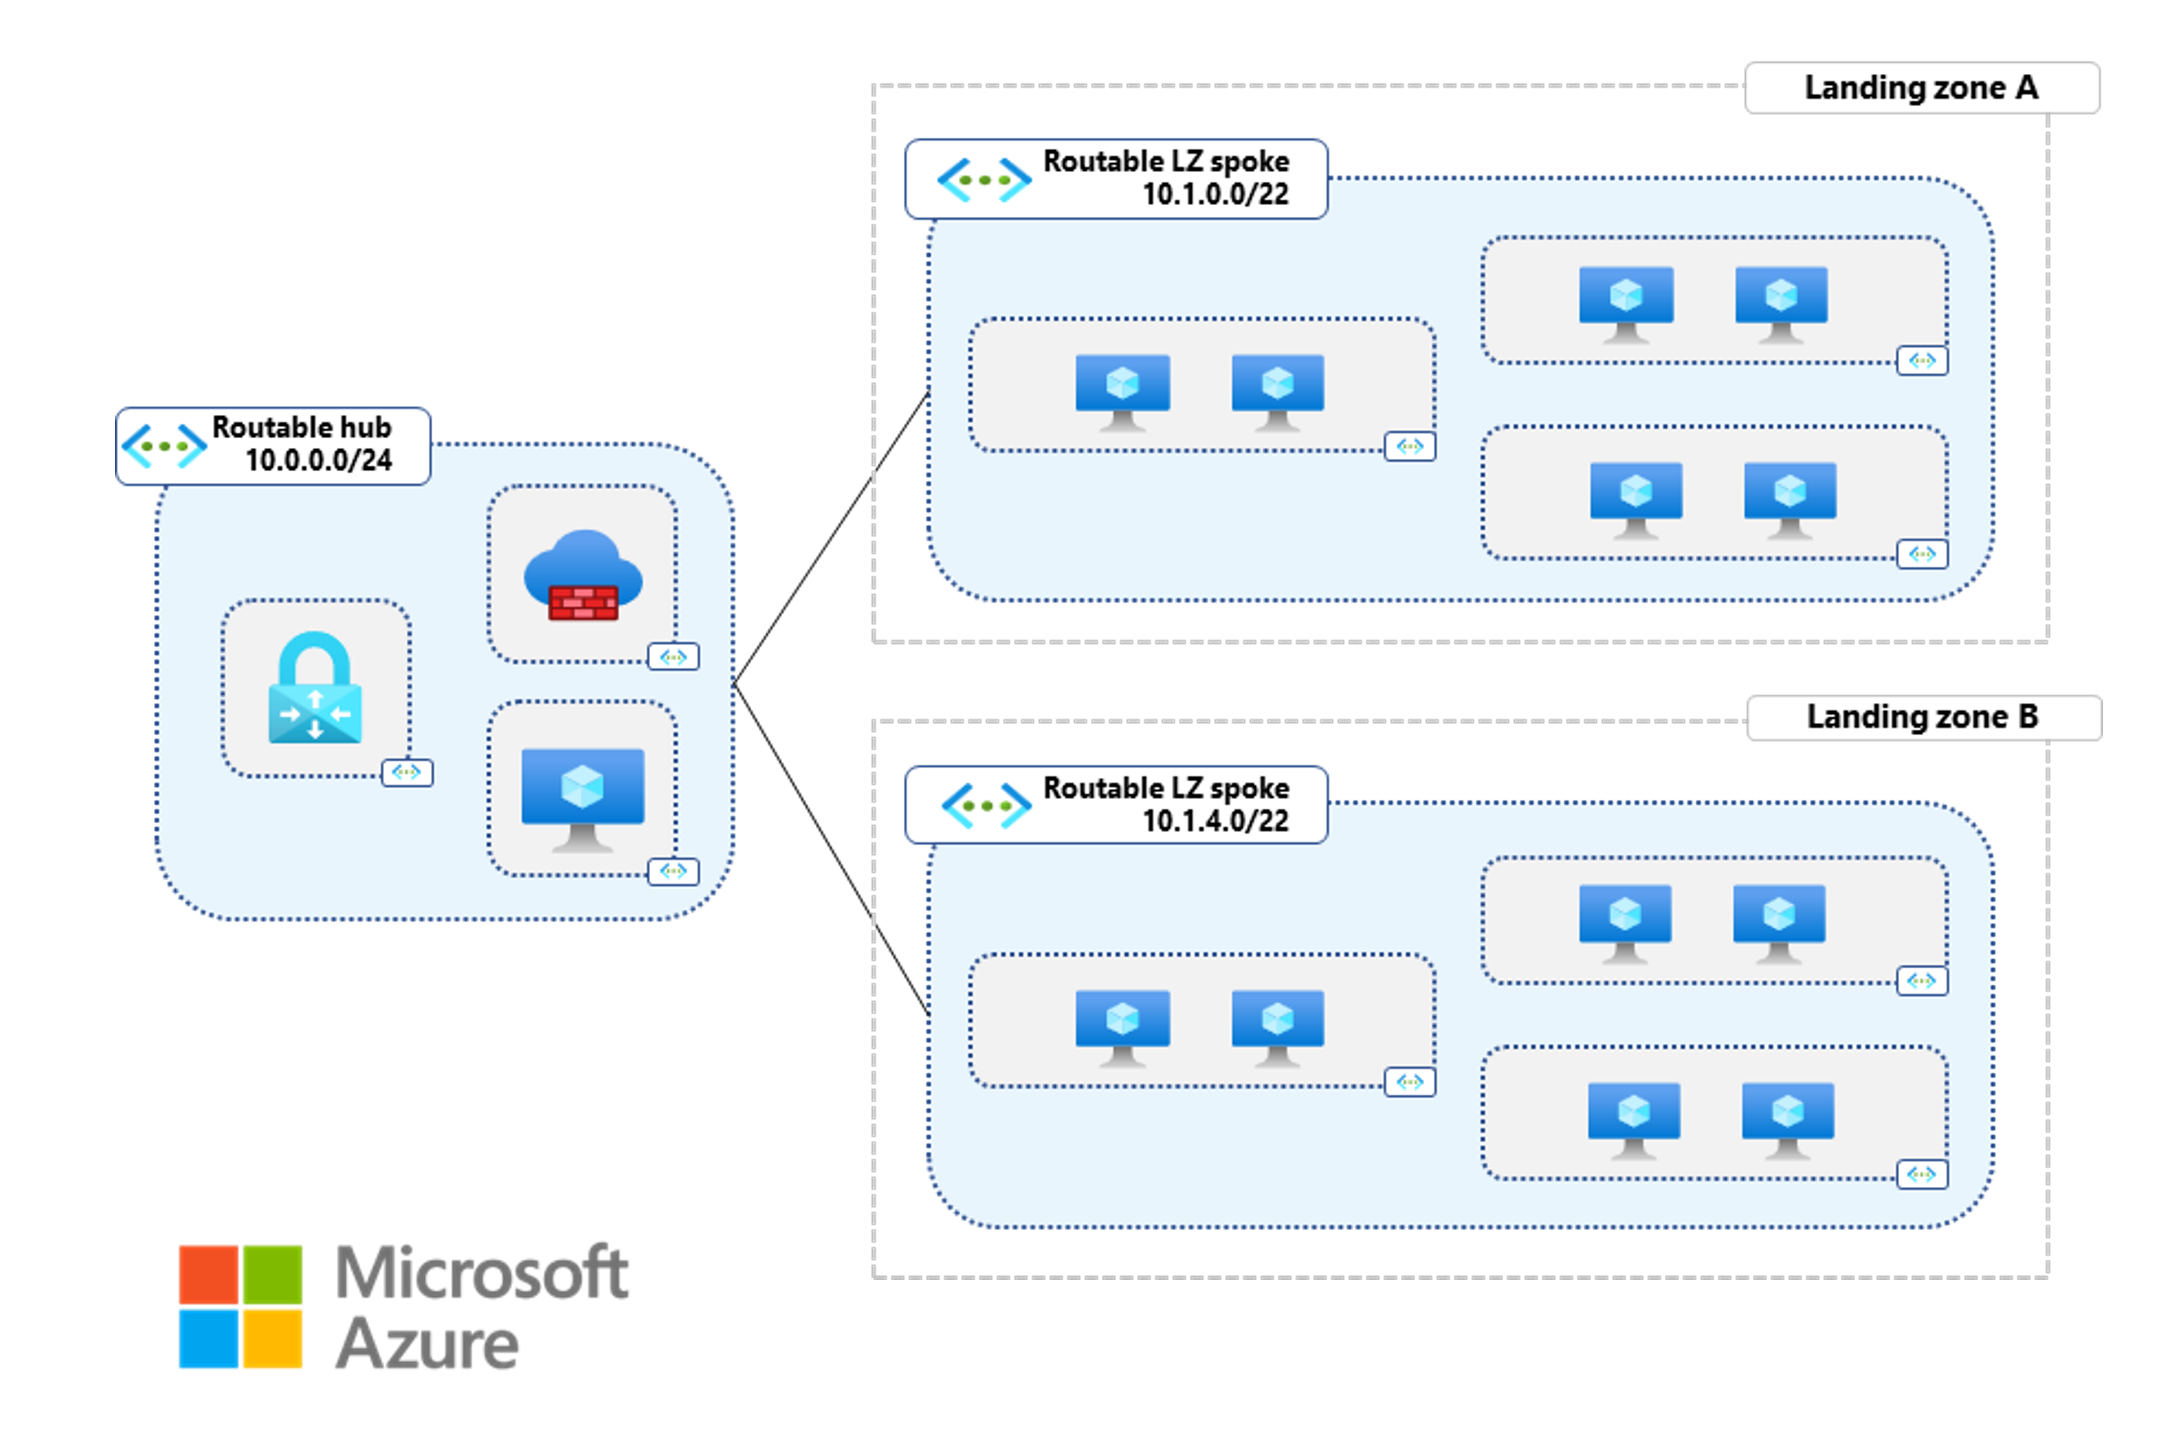 Landing zone A
Routable LZ spoke
10.1.0.0/22
Routable hub
10.0.0.0/24
Landing zone B
Routable LZ spoke
10.1.4.0/22
Microsoft
Azure